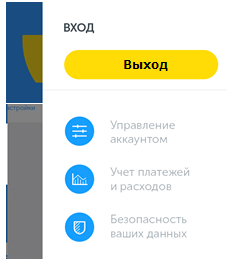 ВХОД
Выход
Управление
аккаунтом
Учет платежей
и расходов
Безопасность
ваших данных